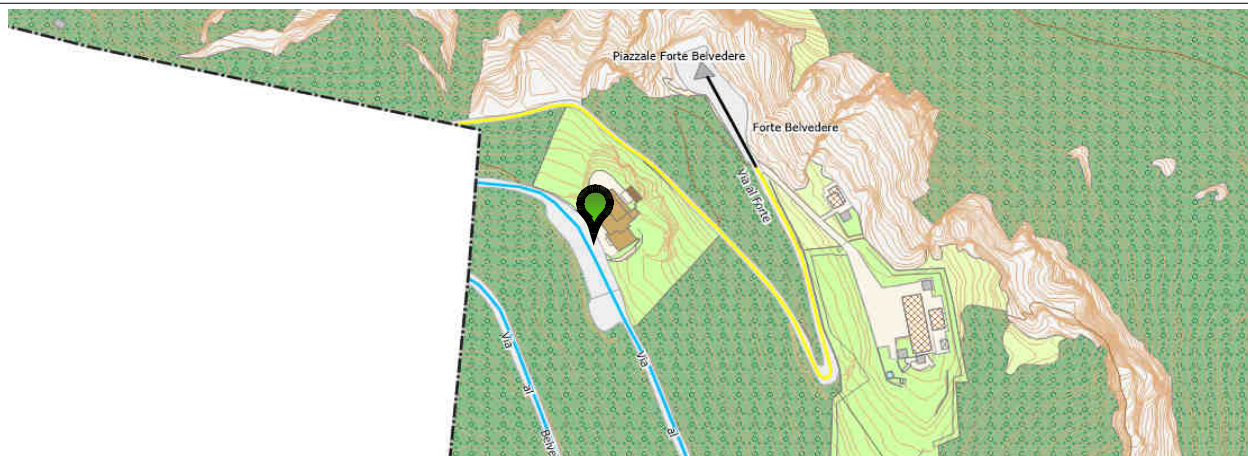 Piazzale Forte Belvedere
Forte Belvedere
Via al Forte
Via
al
Belve
Via
al